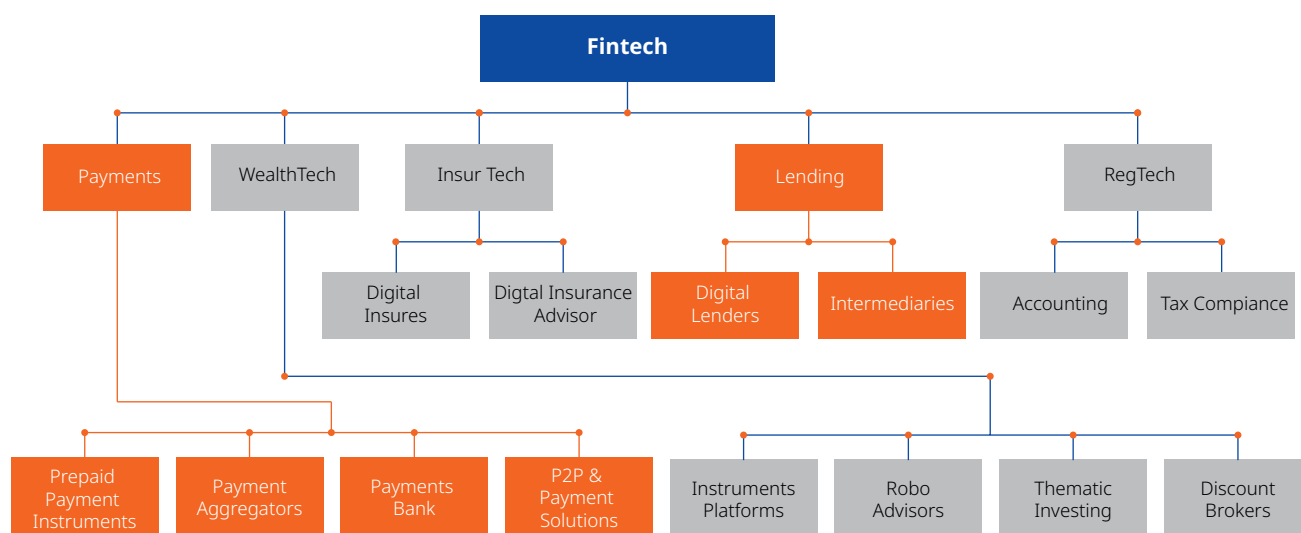 Fintech
Payments
WealthTech
Insur Tech
Lending
RegTech
Digital
Insures
Digtal Insurance
Advisor
Digital
Lenders
Intermediaries
Accounting
Tax Compiance
Prepaid
Payment
Instruments
Payment
Aggregators
Payments
Bank
P2P &
Payment
Solutions
Instruments
Platforms
Robo
Advisors
Thematic
Investing
Discount
Brokers